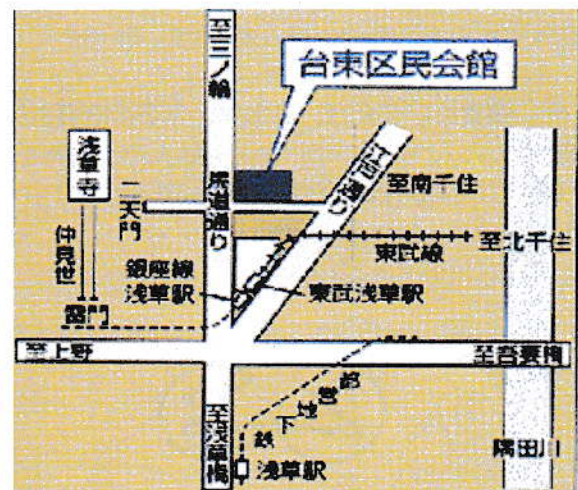 至三ノ輪
台東区民会館
浅草寺
二天門
馬道通り
江戸通り
至南千住
仲見世
東武線
至北千住
銀座線
浅草駅
東武浅草駅
雷門
至上野
至吾妻橋
至浅草橋
地下鉄
浅草駅
隅田川